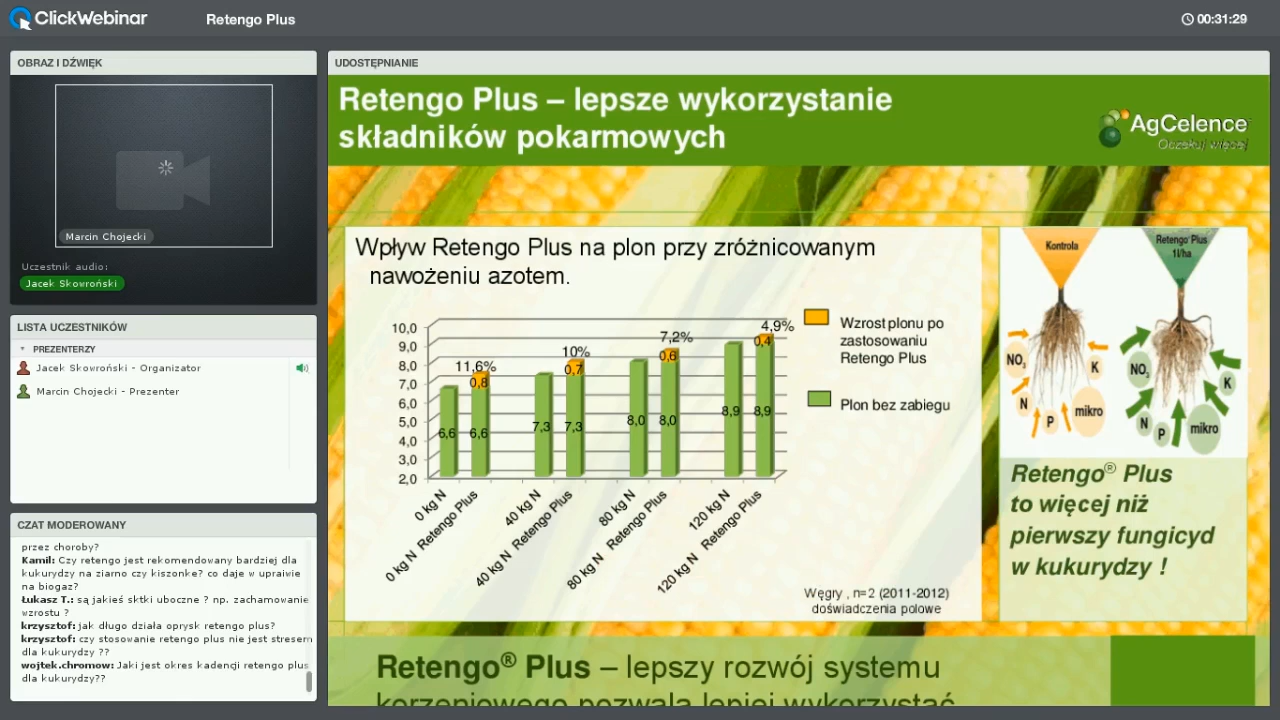 ClickWebinar
Retengo Plus
00:31:29
OBRAZ I DŹWIĘK
Marcin Chojecki
Uczestnik audio:
Jacek Skowroński
LISTA UCZESTNIKÓW
PREZENTERZY
Jacek Skowroński - Organizator
Marcin Chojecki - Prezenter
CZAT MODEROWANY
przez choroby?
Kamil: Czy retengo jest rekomendowany bardziej dla
kukurydzy na ziarno czy kiszonke? co daje w upraiwie
na biogaz?
Łukasz T.: są jakieś sktki uboczne ? np. zachamowanie
wzrostu ?
krzysztof: jak długo działa oprysk retengo plus?
krzysztof: czy stosowanie retengo plus nie jest stresem
dla kukurydzy ??
wojtek.chromow: Jaki jest okres kadencji retengo plus
dla kukurydzy??
UDOSTĘPNIANIE
Retengo Plus – lepsze wykorzystanie
składników pokarmowych
AgCelence
Oczekuj więcej
Wpływ Retengo Plus na plon przy zróżnicowanym
nawożeniu azotem.
10,0
9,0
8,0
7,0
6,0
5,0
4,0
3,0
2,0
11,6%
10%
7,2%
4,9%
0,8
0,7
0,6
0,4
6,6
6,6
7,3
7,3
8,0
8,0
8,9
8,9
0 kg N
0 kg N Retengo Plus
40 kg N
40 kg N Retengo Plus
80 kg N
80 kg N Retengo Plus
120 kg N
120 kg N Retengo Plus
Wzrost plonu po
zastosowaniu
Retengo Plus
Plon bez zabiegu
Węgry , n=2 (2011-2012)
doświadczenia polowe
Kontrola
NO3
K
N
P
mikro
Retengo Plus
1l/ha
NO3
K
N
P
mikro
Retengo® Plus
to więcej niż
pierwszy fungicyd
w kukurydzy !
Retengo® Plus – lepszy rozwój systemu
korzeniowego pozwala lepiej wykorzystać